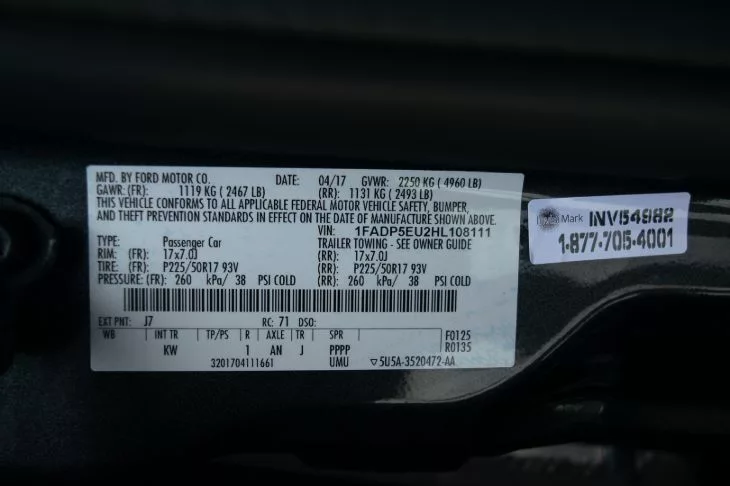 MFD. BY FORD MOTOR CO. 04/17 GVWR: 2250 KG ( 4960 LB)
GAWR: (FR): 1119 KG ( 2467 LB) (RR): 1131 KG ( 2493 LB)
THIS VEHICLE CONFORMS TO ALL APPLICABLE FEDERAL MOTOR VEHICLE SAFETY, BUMPER,
AND THEFT PREVENTION STANDARDS IN EFFECT ON THE DATE OF MANUFACTURE SHOWN ABOVE.
VIN: 1FADP5EU2HL108111
TYPE: Passenger Car TRAILER TOWING - SEE OWNER GUIDE
RIM: (FR): 17x7.0J (RR): 17x7.0J
TIRE: (FR): P225/50R17 93V (RR): P225/50R17 93V
PRESSURE: (FR): 260 kPa/ 38 PSI COLD (RR): 260 kPa/ 38 PSI COLD
EXT PNT: J7 RC: 71 DSO:
WB INT TR TP/PS R AXLE TR SPR F0125
KW 1 AN J PPPP R0135
3201704111661 UMU ▽5U5A-3520472-AA
Mark INV54982
1-877-705-4001